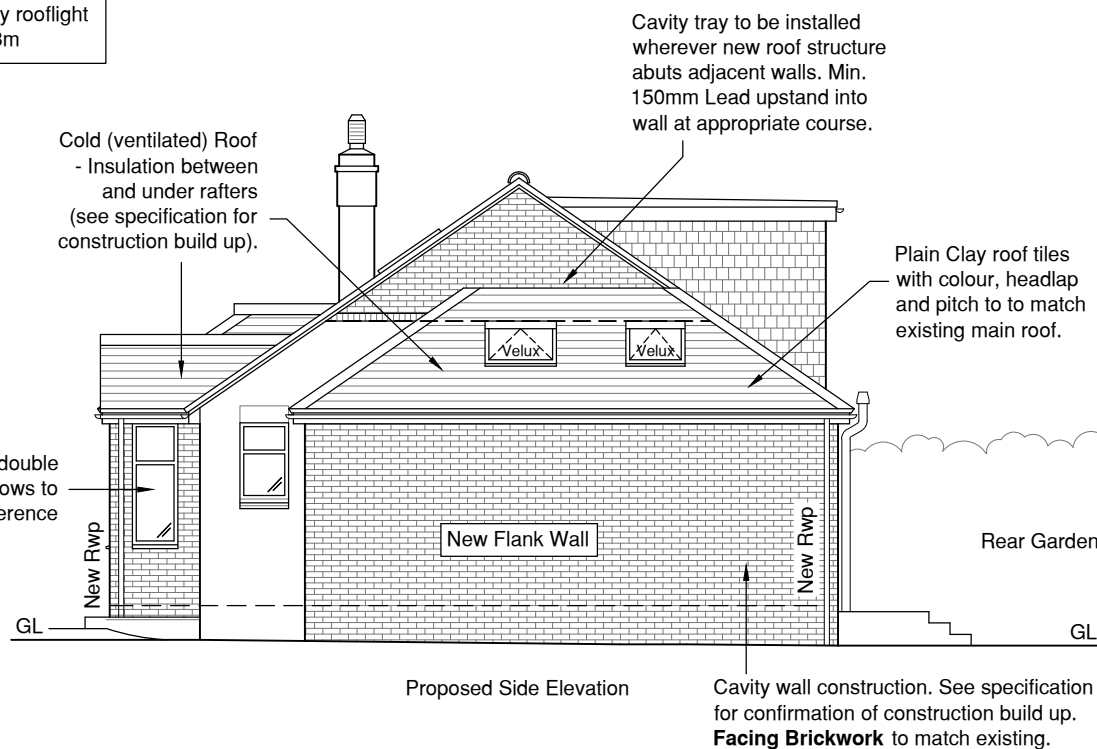 rooflight
Cavity tray to be installed
wherever new roof structure
abuts adjacent walls. Min.
150mm Lead upstand into
wall at appropriate course.
Cold (ventilated) Roof
- Insulation between
and under rafters
(see specification for
construction build up).
Plain Clay roof tiles
with colour, headlap
and pitch to to match
existing main roof.
Velux
Velux
double
to
New Rwp
New Flank Wall
New Rwp
Rear Garden
GL
GL
Proposed Side Elevation
Cavity wall construction. See specification
for confirmation of construction build up.
Facing Brickwork to match existing.